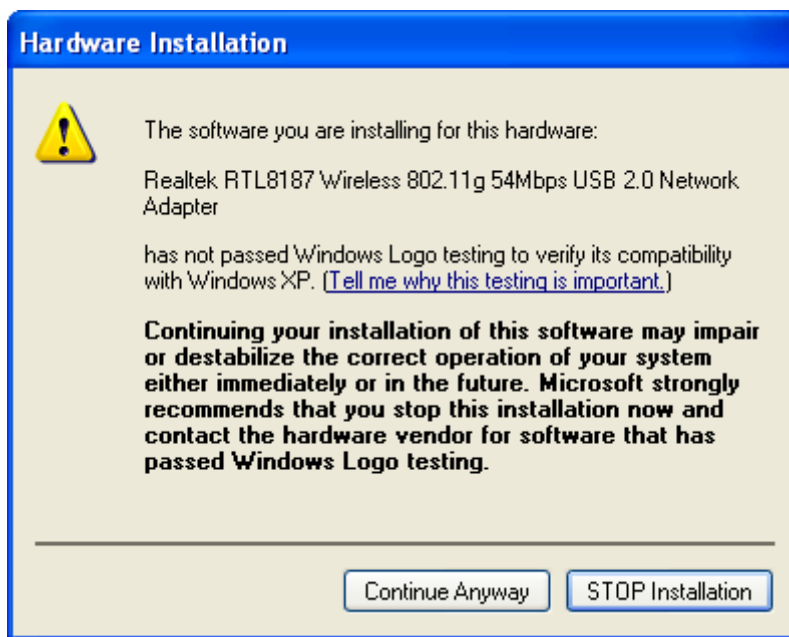 Hardware Installation
The software you are installing for this hardware:
Realtek RTL8187 Wireless 802.11g 54Mbps USB 2.0 Network
Adapter
has not passed Windows Logo testing to verify its compatibility
with Windows XP. (Tell me why this testing is important.)
Continuing your installation of this software may impair
or destabilize the correct operation of your system
either immediately or in the future. Microsoft strongly
recommends that you stop this installation now and
contact the hardware vendor for software that has
passed Windows Logo testing.
Continue Anyway STOP Installation